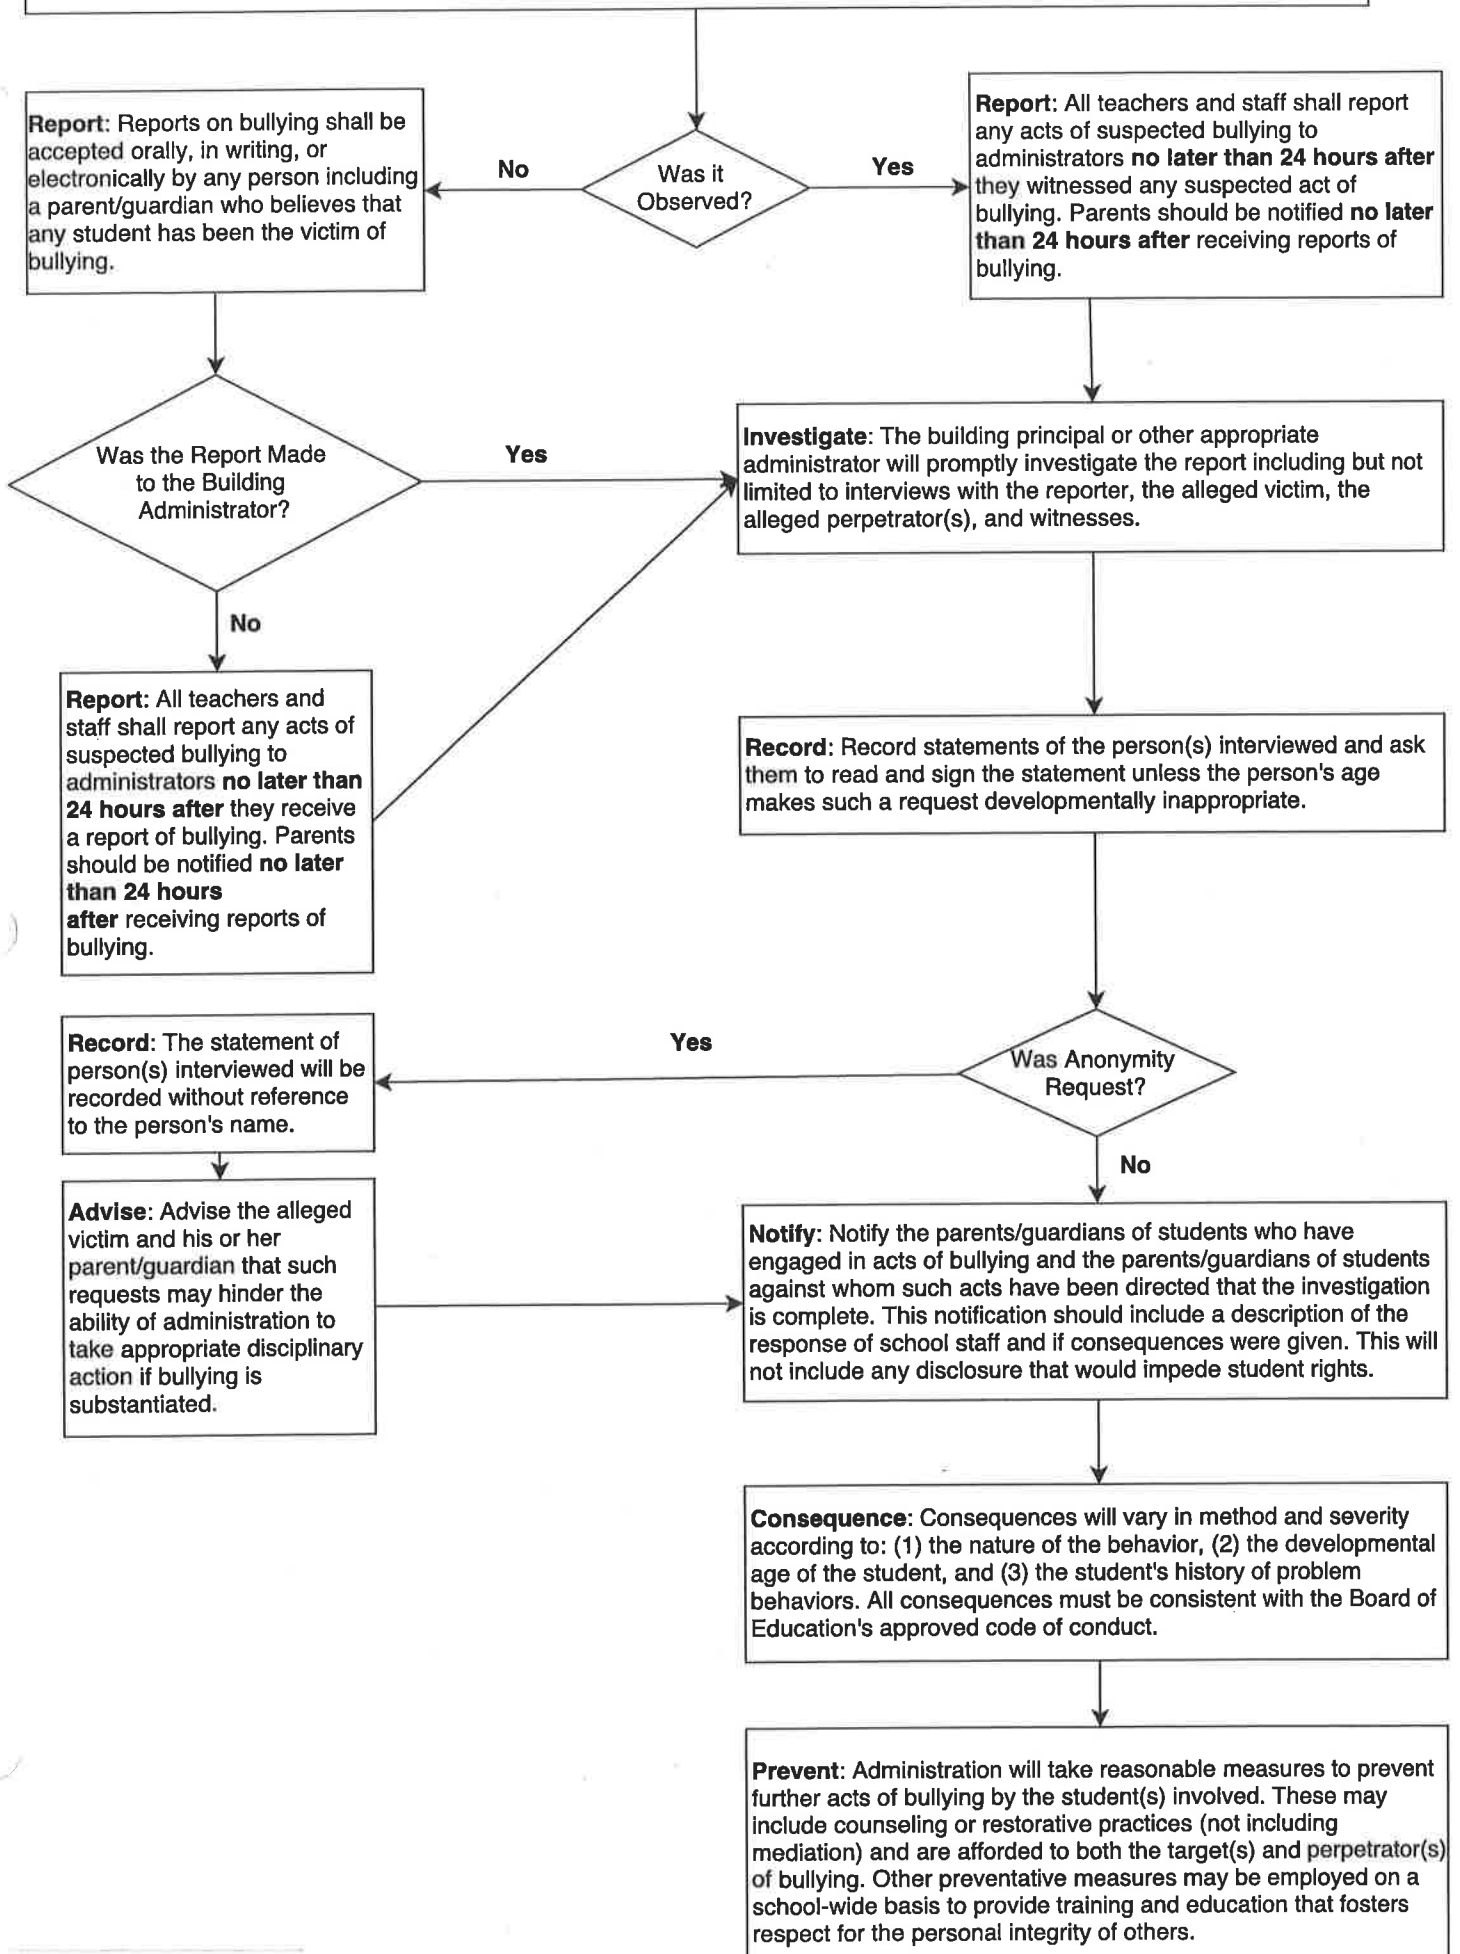 Report: Reports on bullying shall be
accepted orally, in writing, or
electronically by any person including
a parent/guardian who believes that
any student has been the victim of
bullying.
No
Was it
Observed?
Yes
Report: All teachers and staff shall report
any acts of suspected bullying to
administrators no later than 24 hours after
they witnessed any suspected act of
bullying. Parents should be notified no later
than 24 hours after receiving reports of
bullying.
Was the Report Made
to the Building
Administrator?
Yes
Investigate: The building principal or other appropriate
administrator will promptly investigate the report including but not
limited to interviews with the reporter, the alleged victim, the
alleged perpetrator(s), and witnesses.
No
Report: All teachers and
staff shall report any acts of
suspected bullying to
administrators no later than
24 hours after they receive
a report of bullying. Parents
should be notified no later
than 24 hours
after receiving reports of
bullying.
Record: Record statements of the person(s) interviewed and ask
them to read and sign the statement unless the person's age
makes such a request developmentally inappropriate.
Was Anonymity
Request?
Yes
Record: The statement of
person(s) interviewed will be
recorded without reference
to the person's name.
No
Advise: Advise the alleged
victim and his or her
parent/guardian that such
requests may hinder the
ability of administration to
take appropriate disciplinary
action if bullying is
substantiated.
Notify: Notify the parents/guardians of students who have
engaged in acts of bullying and the parents/guardians of students
against whom such acts have been directed that the investigation
is complete. This notification should include a description of the
response of school staff and if consequences were given. This will
not include any disclosure that would impede student rights.
Consequence: Consequences will vary in method and severity
according to: (1) the nature of the behavior, (2) the developmental
age of the student, and (3) the student's history of problem
behaviors. All consequences must be consistent with the Board of
Education's approved code of conduct.
Prevent: Administration will take reasonable measures to prevent
further acts of bullying by the student(s) involved. These may
include counseling or restorative practices (not including
mediation) and are afforded to both the target(s) and perpetrator(s)
of bullying. Other preventative measures may be employed on a
school-wide basis to provide training and education that fosters
respect for the personal integrity of others.